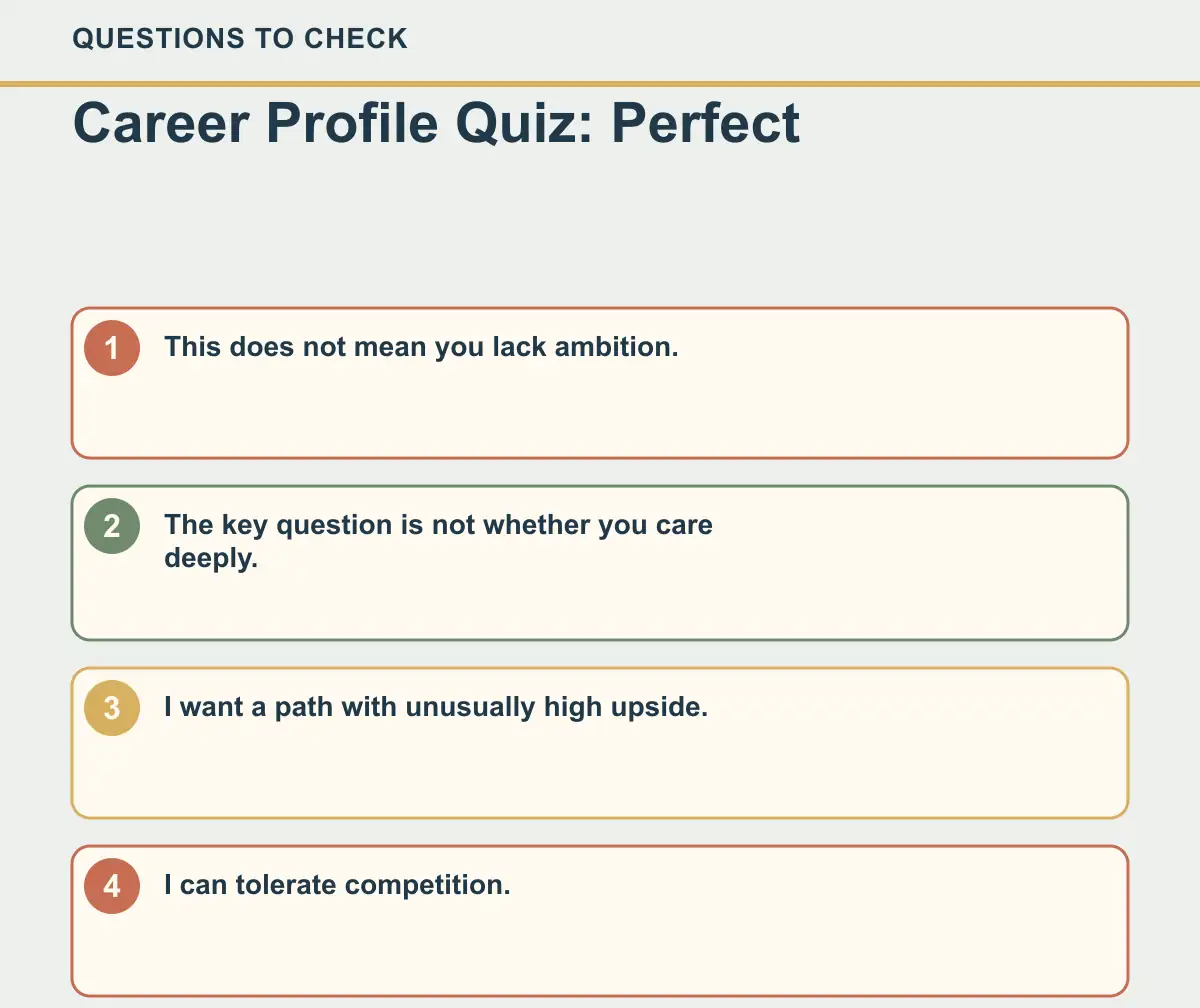 QUESTIONS TO CHECK
Career Profile Quiz: Perfect
1
This does not mean you lack ambition.
2
The key question is not whether you care
deeply.
3
I want a path with unusually high upside.
4
I can tolerate competition.